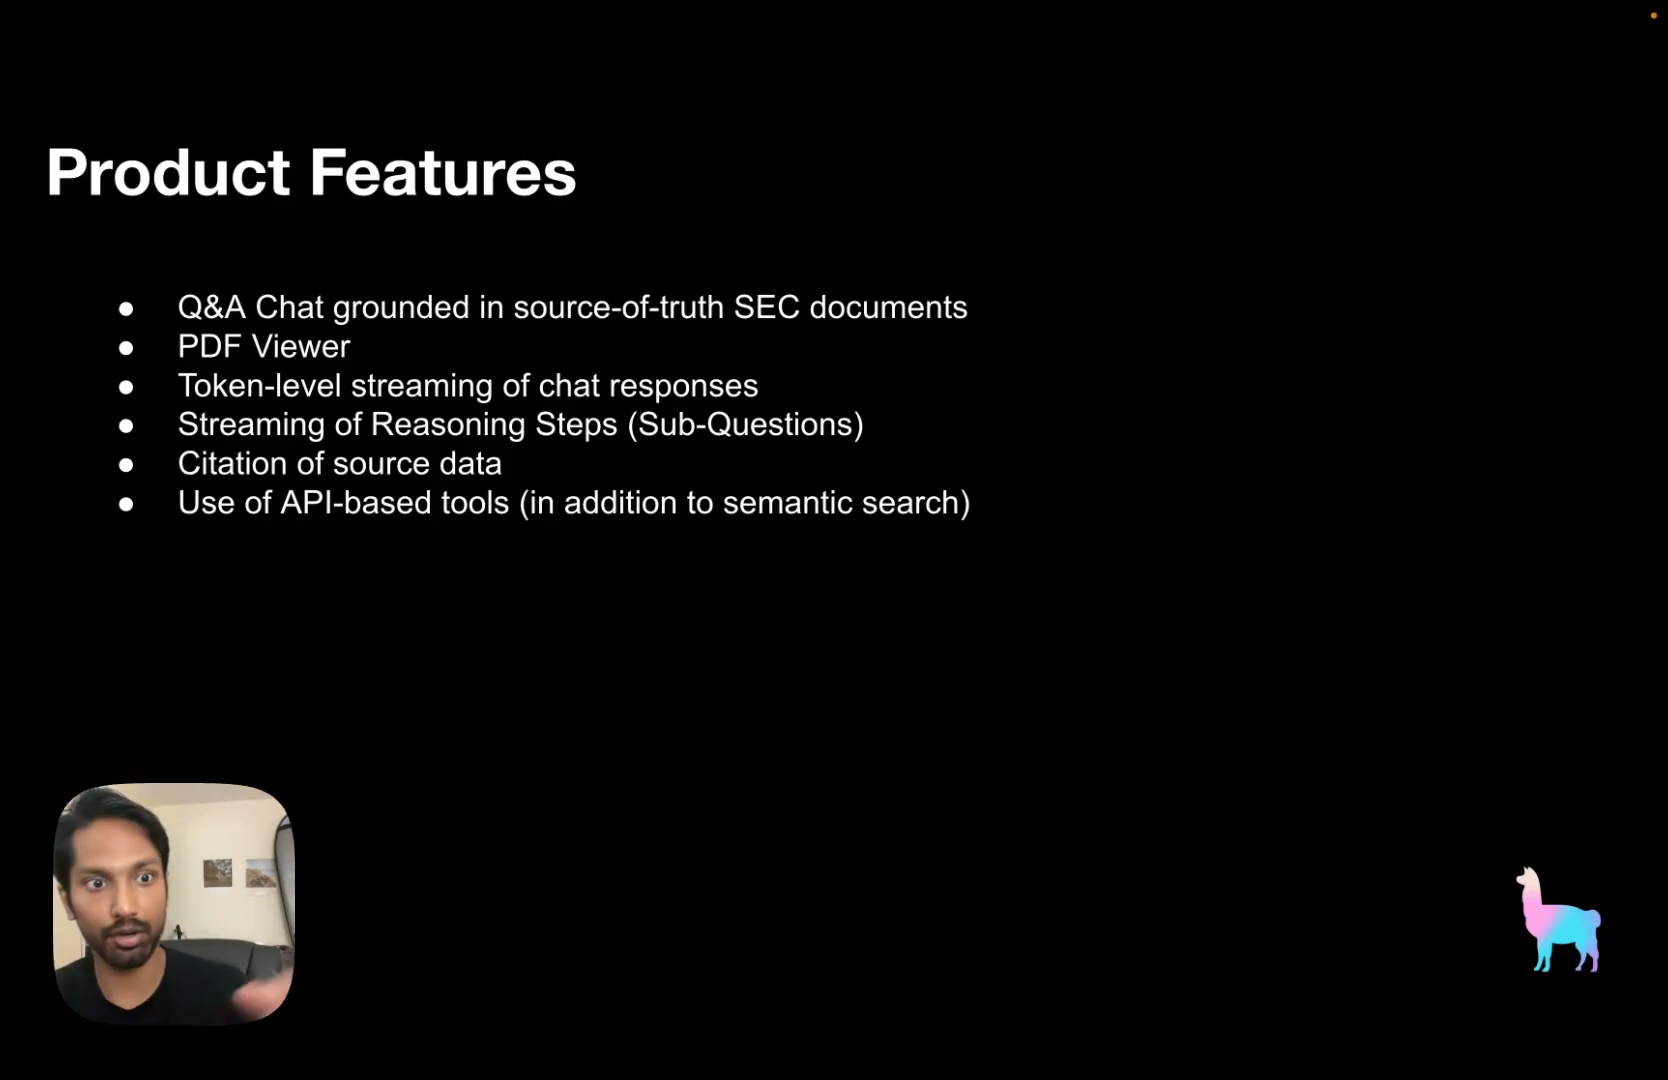 Product Features
● Q&A Chat grounded in source-of-truth SEC documents
● PDF Viewer
● Token-level streaming of chat responses
● Streaming of Reasoning Steps (Sub-Questions)
● Citation of source data
● Use of API-based tools (in addition to semantic search)